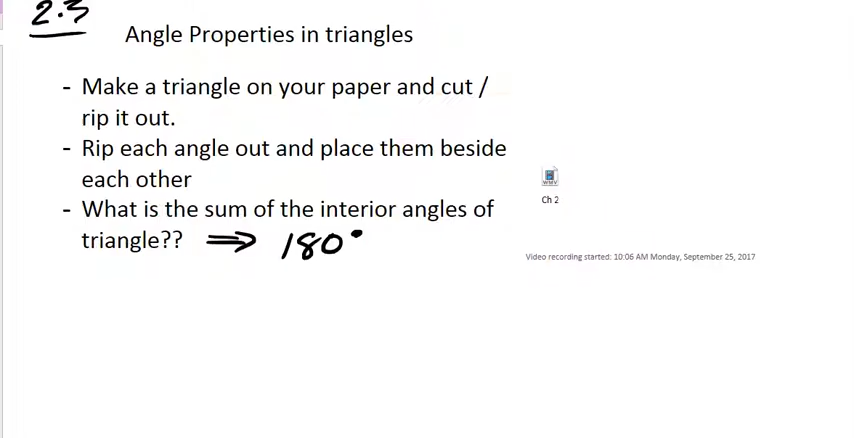 2.3
Angle Properties in triangles
- Make a triangle on your paper and cut /
rip it out.
- Rip each angle out and place them beside
each other
- What is the sum of the interior angles of
triangle?? ⇒ 180°
WMV
Ch 2
Video recording started: 10:06 AM Monday, September 25, 2017